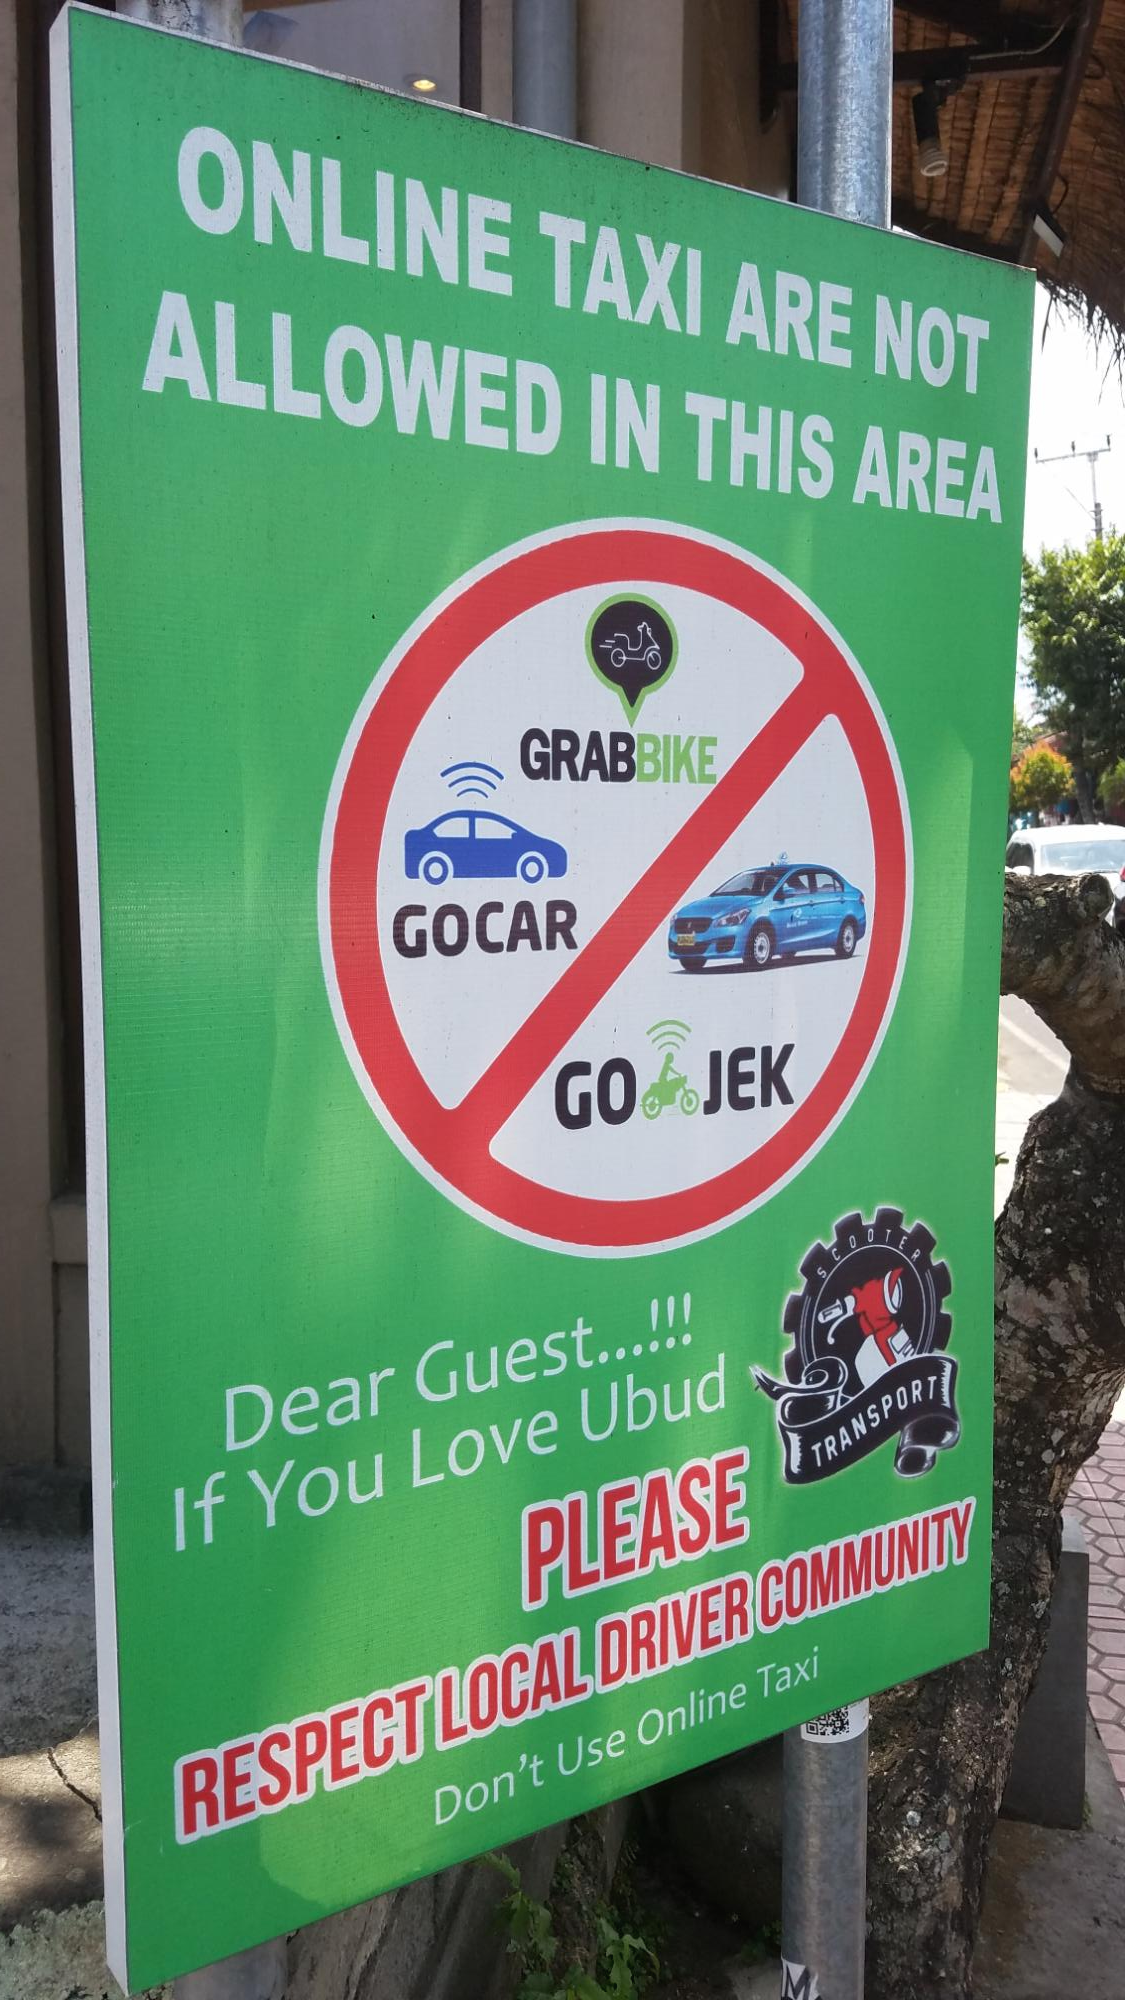 ONLINE TAXI ARE NOT
ALLOWED IN THIS AREA
GRABBIKE
GOCAR
GO JEK
SCOOTER
TRANSPORT
Dear Guest...!!!
If You Love Ubud
PLEASE
RESPECT LOCAL DRIVER COMMUNITY
Don't Use Online Taxi
M